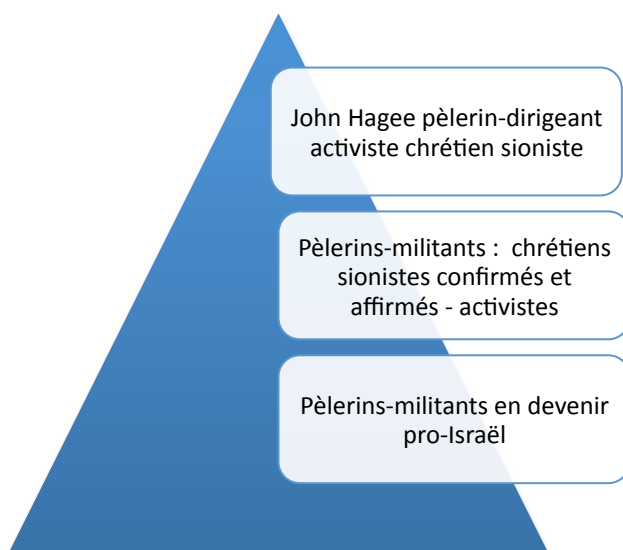 John Hagee pèlerin-dirigeant
activiste chrétien sioniste
Pèlerins-militants : chrétiens
sionistes confirmés et
affirmés - activistes
Pèlerins-militants en devenir
pro-Israël